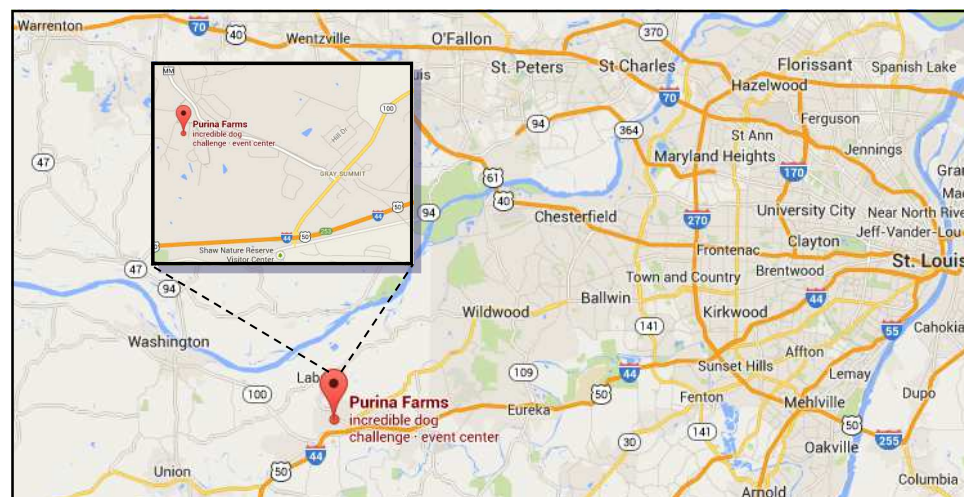 Warrenton
70
40
Wentzville
O'Fallon
370
St. Peters
St Charles
Florissant
Spanish Lake
Hazelwood
70
MM
100
Purina Farms
incredible dog
challenge · event center
Hill Dr
GRAY SUMMIT
50
44
44
50
253
Shaw Nature Reserve
Visitor Center
94
364
Ferguson
St Ann
Jennings
Maryland Heights
170
47
61
40
94
Chesterfield
270
University City
Near North River
Jeff-Vander-Lou
Frontenac
Clayton
St. Louis
47
94
Town and Country
Brentwood
44
Wildwood
Ballwin
Kirkwood
141
55
Cahokia
Washington
Affton
Sunset Hills
109
44
Lemay
100
Purina Farms
incredible dog
challenge · event center
Eureka
50
Fenton
Mehlville
Dupo
141
30
50
255
Oakville
44
Union
50
Columbia
Arnold